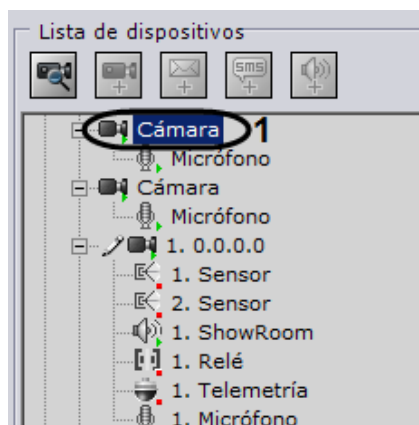 Lista de dispositivos
sms
Cámara 1
Micrófono
Cámara
Micrófono
1. 0.0.0.0
1. Sensor
2. Sensor
1. ShowRoom
1. Relé
1. Telemetría
1. Micrófono